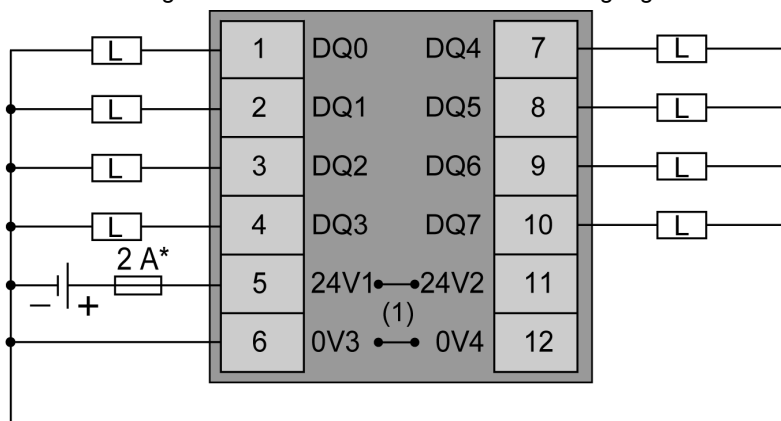 L 1 DQ0 DQ4 7 L
L 2 DQ1 DQ5 8 L
L 3 DQ2 DQ6 9 L
L 4 DQ3 DQ7 10 L
2 A*
− + 5 24V1 24V2 11
(1)
6 0V3 0V4 12